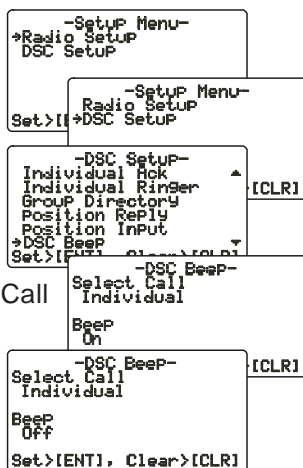 -Setup Menu-
→Radio Setup
DSC Setup
Set>[E
-Setup Menu-
Radio Setup
→DSC Setup
[CLR]
-DSC Setup-
Individual Ack ▲
Individual Ringer
Group Directory
Position Reply
Position Input
→DSC Beep ▼
Set>[ENT], Clear>[CLR]
-DSC Beep-
Select Call
Individual
Beep
On
[CLR]
Call
-DSC Beep-
Select Call
Individual
Beep
Off
Set>[ENT], Clear>[CLR]